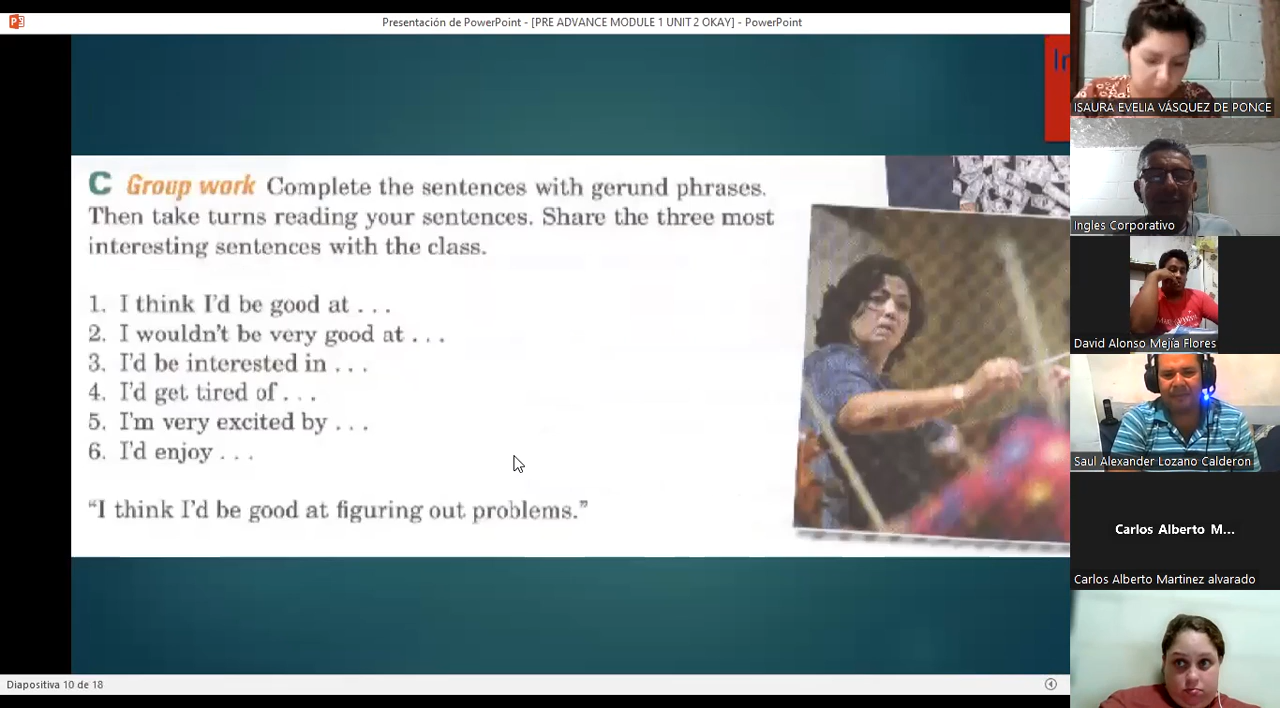 Presentación de PowerPoint - [PRE ADVANCE MODULE 1 UNIT 2 OKAY] - PowerPoint
C Group work Complete the sentences with gerund phrases.
Then take turns reading your sentences. Share the three most
interesting sentences with the class.
1. I think I'd be good at . . .
2. I wouldn't be very good at . . .
3. I'd be interested in . . .
4. I'd get tired of . . .
5. I'm very excited by . . .
6. I'd enjoy . . .
“I think I'd be good at figuring out problems.”
Diapositiva 10 de 18
ISAURA EVELIA VÁSQUEZ DE PONCE
Ingles Corporativo
David Alonso Mejía Flores
Saul Alexander Lozano Calderon
Carlos Alberto M...
Carlos Alberto Martinez alvarado